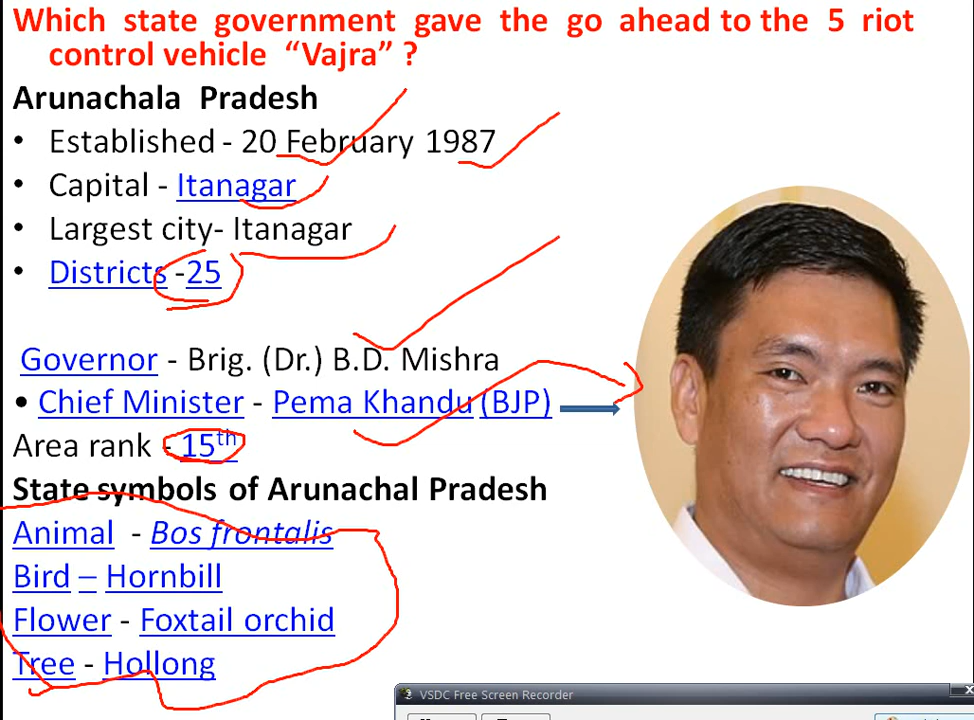 Which state government gave the go ahead to the 5 riot
control vehicle “Vajra” ?
Arunachala Pradesh
• Established - 20 February 1987
• Capital - Itanagar
• Largest city- Itanagar
• Districts -25
Governor - Brig. (Dr.) B.D. Mishra
• Chief Minister - Pema Khandu (BJP)
Area rank - 15th
State symbols of Arunachal Pradesh
Animal - Bos frontalis
Bird – Hornbill
Flower - Foxtail orchid
Tree - Hollong
VSDC Free Screen Recorder